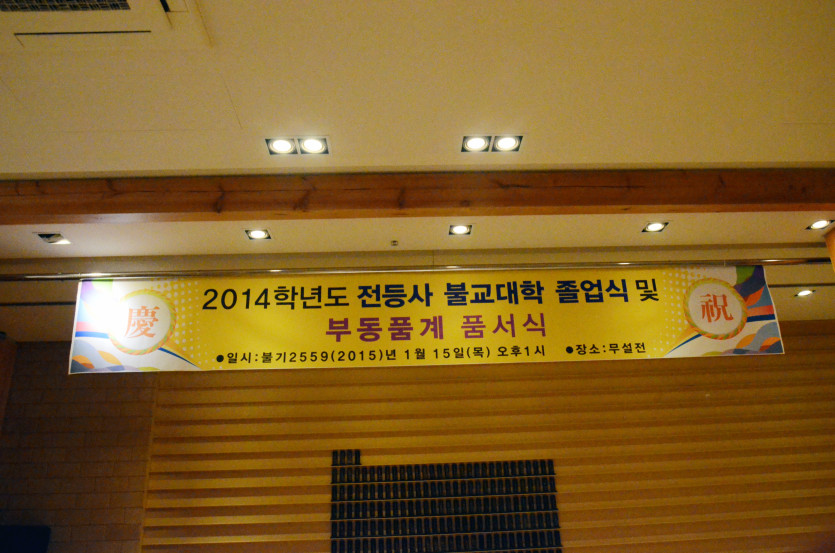 慶
2014학년도 전등사 불교대학 졸업식 및
부동품계 품서식
●일시:불기2559(2015)년 1월 15일(목) 오후1시 ●장소:무설전
祝